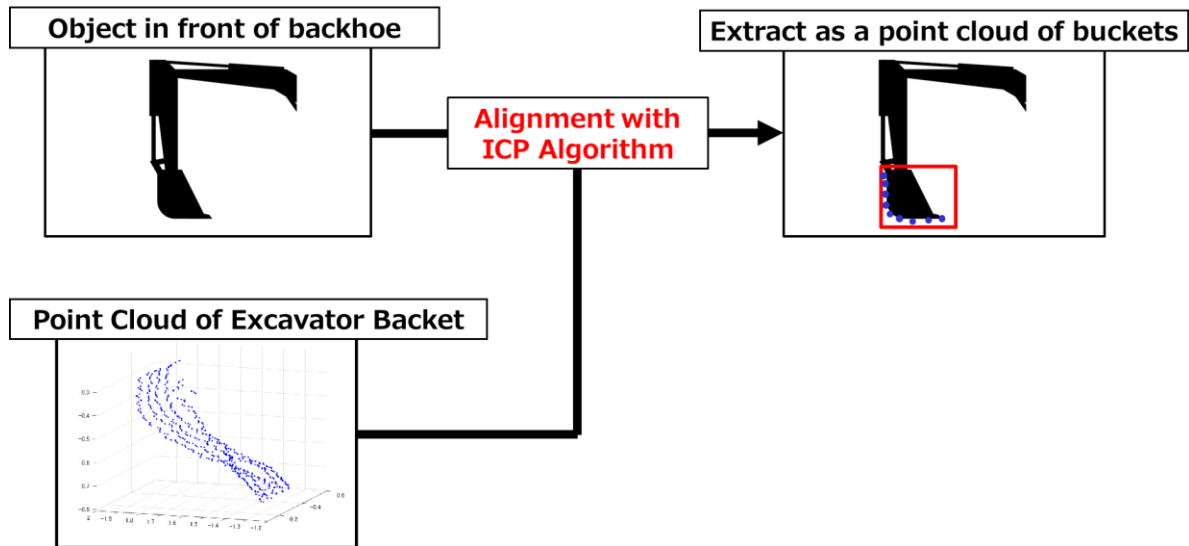 Object in front of backhoe
Extract as a point cloud of buckets
Alignment with
ICP Algorithm
Point Cloud of Excavator Backet